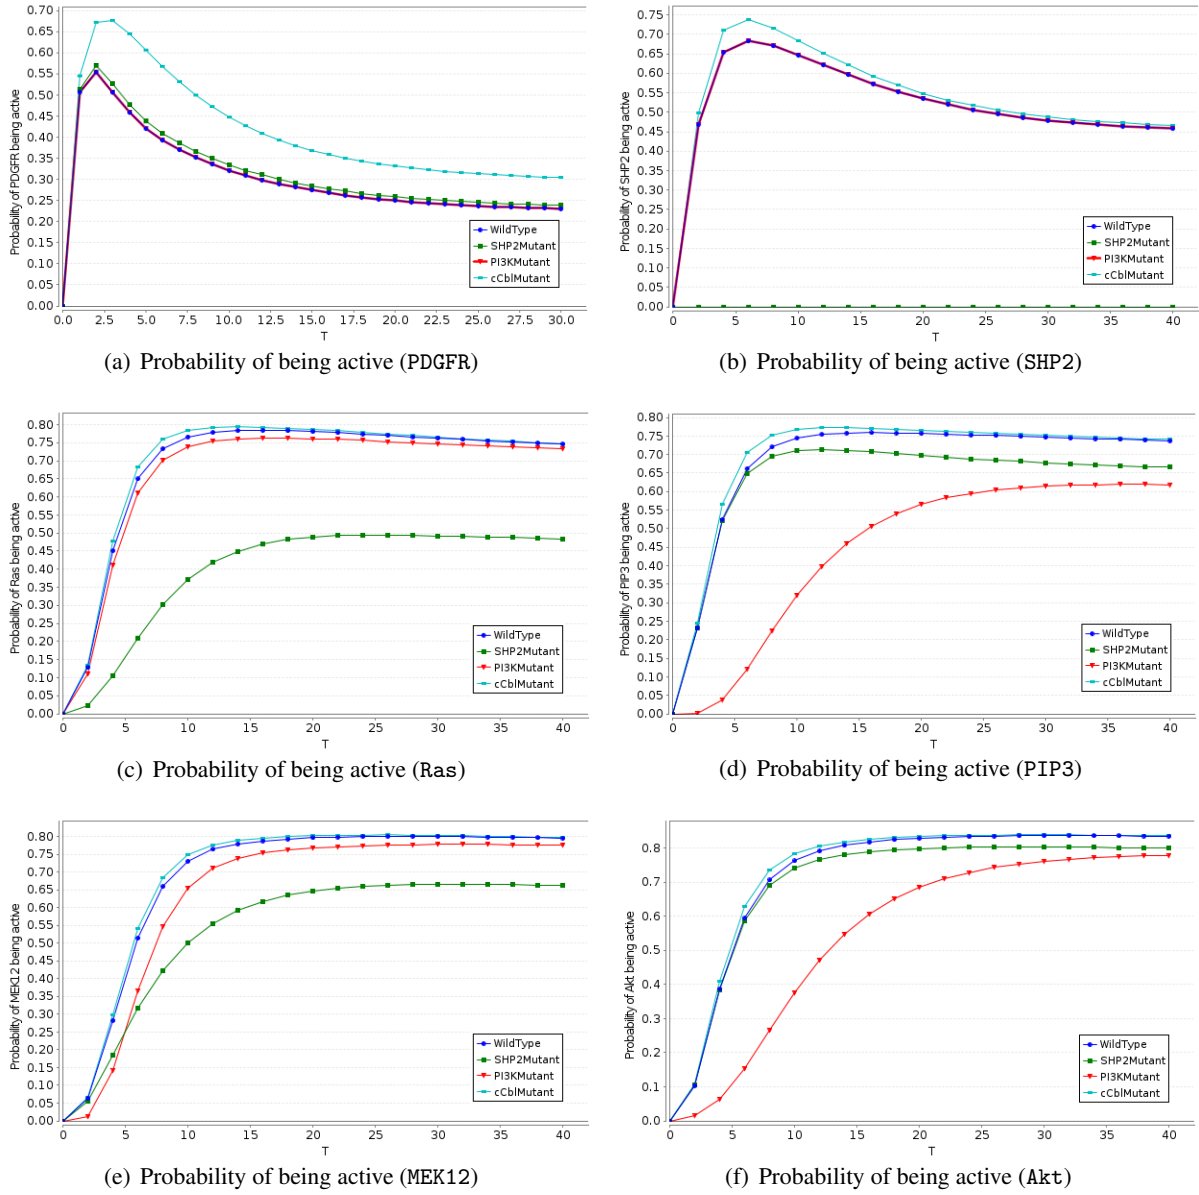 Probability of PDGFR being active
0.70
0.65
0.60
0.55
0.50
0.45
0.40
0.35
0.30
0.25
0.20
0.15
0.10
0.05
0.00
WildType
SHP2Mutant
PI3KMutant
cCblMutant
0.0 2.5 5.0 7.5 10.0 12.5 15.0 17.5 20.0 22.5 25.0 27.5 30.0
T
(a) Probability of being active (PDGFR)
Probability of SHP2 being active
0.75
0.70
0.65
0.60
0.55
0.50
0.45
0.40
0.35
0.30
0.25
0.20
0.15
0.10
0.05
0.00
WildType
SHP2Mutant
PI3KMutant
cCblMutant
0 5 10 15 20 25 30 35 40
T
(b) Probability of being active (SHP2)
Probability of Ras being active
0.80
0.75
0.70
0.65
0.60
0.55
0.50
0.45
0.40
0.35
0.30
0.25
0.20
0.15
0.10
0.05
0.00
WildType
SHP2Mutant
PI3KMutant
cCblMutant
0 5 10 15 20 25 30 35 40
T
(c) Probability of being active (Ras)
Probability of PIP3 being active
0.80
0.75
0.70
0.65
0.60
0.55
0.50
0.45
0.40
0.35
0.30
0.25
0.20
0.15
0.10
0.05
0.00
WildType
SHP2Mutant
PI3KMutant
cCblMutant
0 5 10 15 20 25 30 35 40
T
(d) Probability of being active (PIP3)
Probability of MEK12 being active
0.80
0.75
0.70
0.65
0.60
0.55
0.50
0.45
0.40
0.35
0.30
0.25
0.20
0.15
0.10
0.05
0.00
WildType
SHP2Mutant
PI3KMutant
cCblMutant
0 5 10 15 20 25 30 35 40
T
(e) Probability of being active (MEK12)
Probability of Akt being active
0.8
0.7
0.6
0.5
0.4
0.3
0.2
0.1
0.0
WildType
SHP2Mutant
PI3KMutant
cCblMutant
0 5 10 15 20 25 30 35 40
T
(f) Probability of being active (Akt)